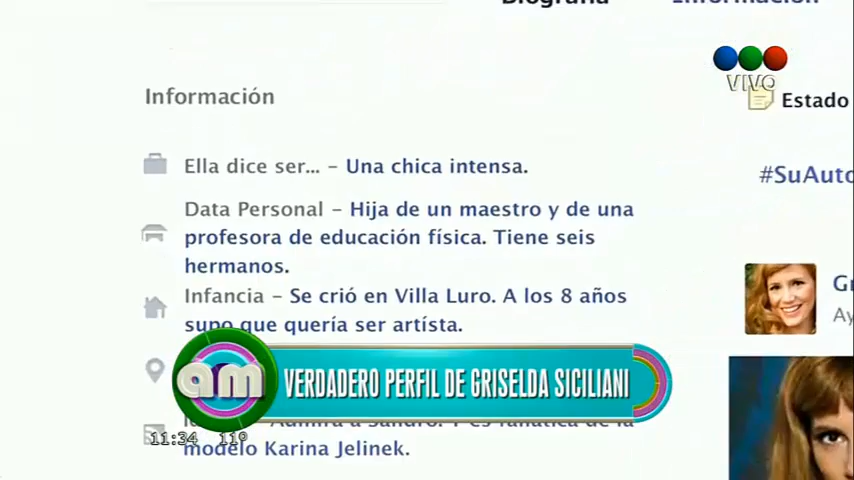 Biografía
Información
VIVO
Información
Estado
Ella dice ser... - Una chica intensa.
#SuAuto
Data Personal - Hija de un maestro y de una
profesora de educación física. Tiene seis
hermanos.
Infancia - Se crió en Villa Luro. A los 8 años
supo que quería ser artísta.
Gr
Ay
am
VERDADERO PERFIL DE GRISELDA SICILIANI
Admira a Sandro. Y es fanática de la
modelo Karina Jelinek.
11:34 11º